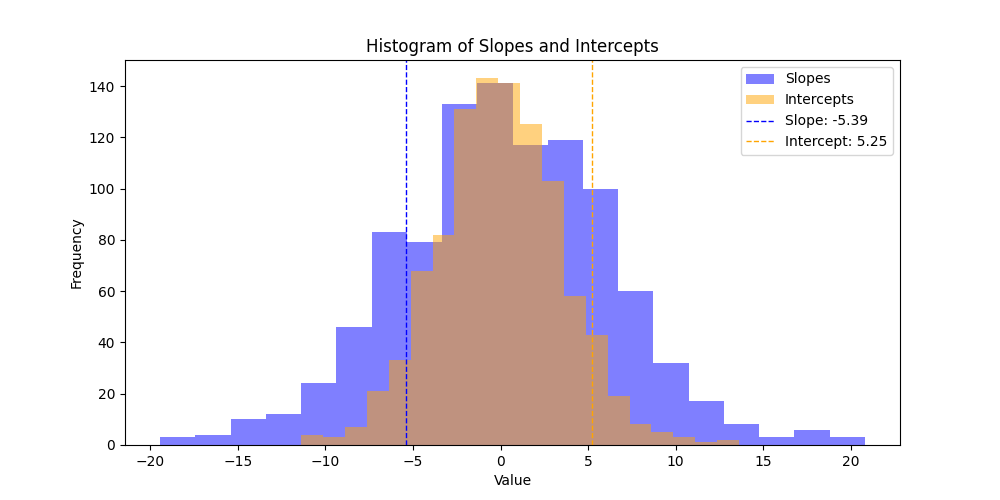 Histogram of Slopes and Intercepts
Slopes
Intercepts
Slope: -5.39
Intercept: 5.25
Frequency
140
120
100
80
60
40
20
0
−20
−15
−10
−5
0
5
10
15
20
Value